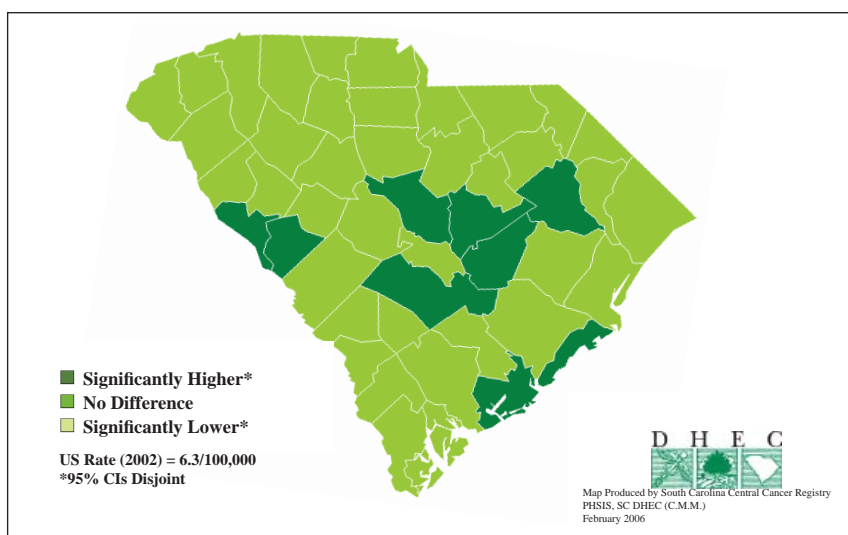 Significantly Higher*
No Difference
Significantly Lower*
US Rate (2002) = 6.3/100,000
*95% CIs Disjoint
D H E C
Map Produced by South Carolina Central Cancer Registry
PHSIS, SC DHEC (C.M.M.)
February 2006